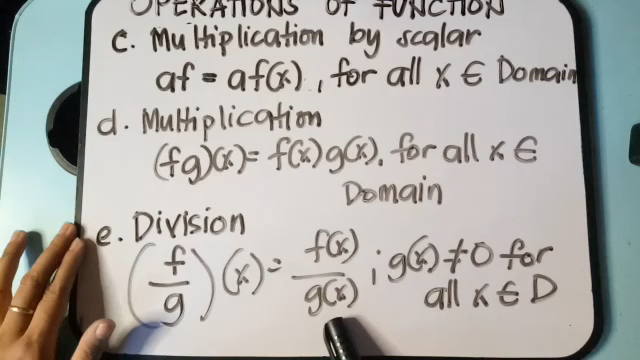 OPERATIONS OF FUNCTION
c. Multiplication by scalar
af = af(x), for all x ∈ Domain
d. Multiplication
(fg)(x) = f(x)g(x), for all x ∈
Domain
e. Division
(f/g)(x) = f(x)/g(x) ; g(x) ≠ 0 for
all x ∈ D